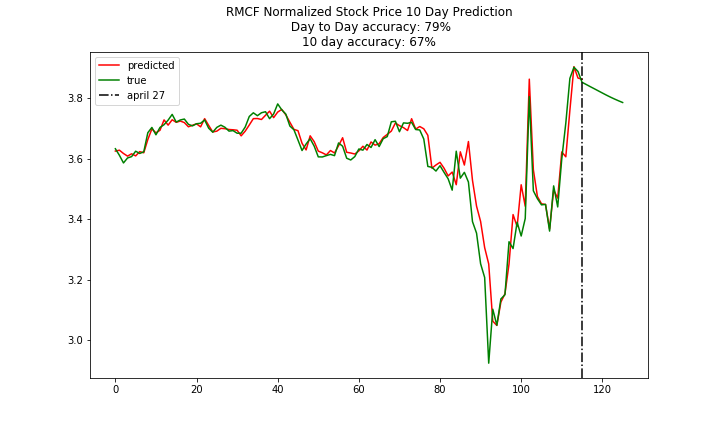 RMCF Normalized Stock Price 10 Day Prediction
Day to Day accuracy: 79%
10 day accuracy: 67%
predicted
true
april 27
3.8
3.6
3.4
3.2
3.0
0 20 40 60 80 100 120